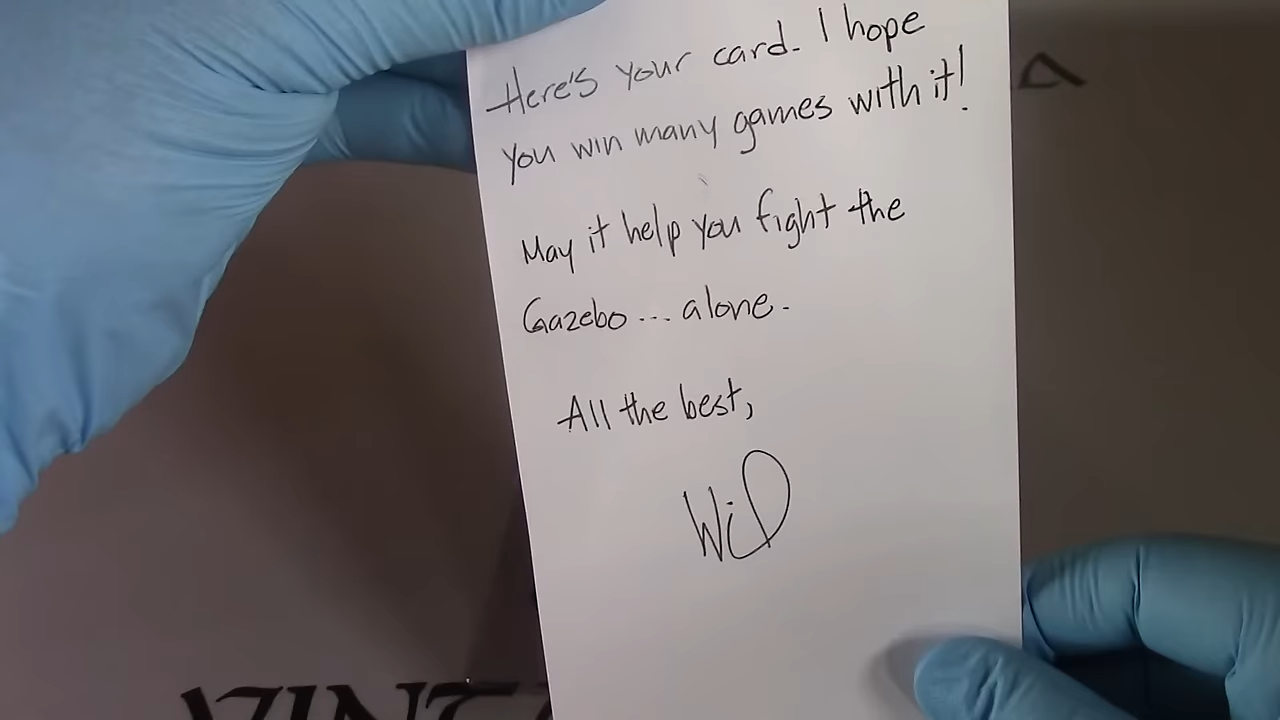 Here's your card. I hope
you win many games with it!
May it help you fight the
Gazebo... alone.
All the best,